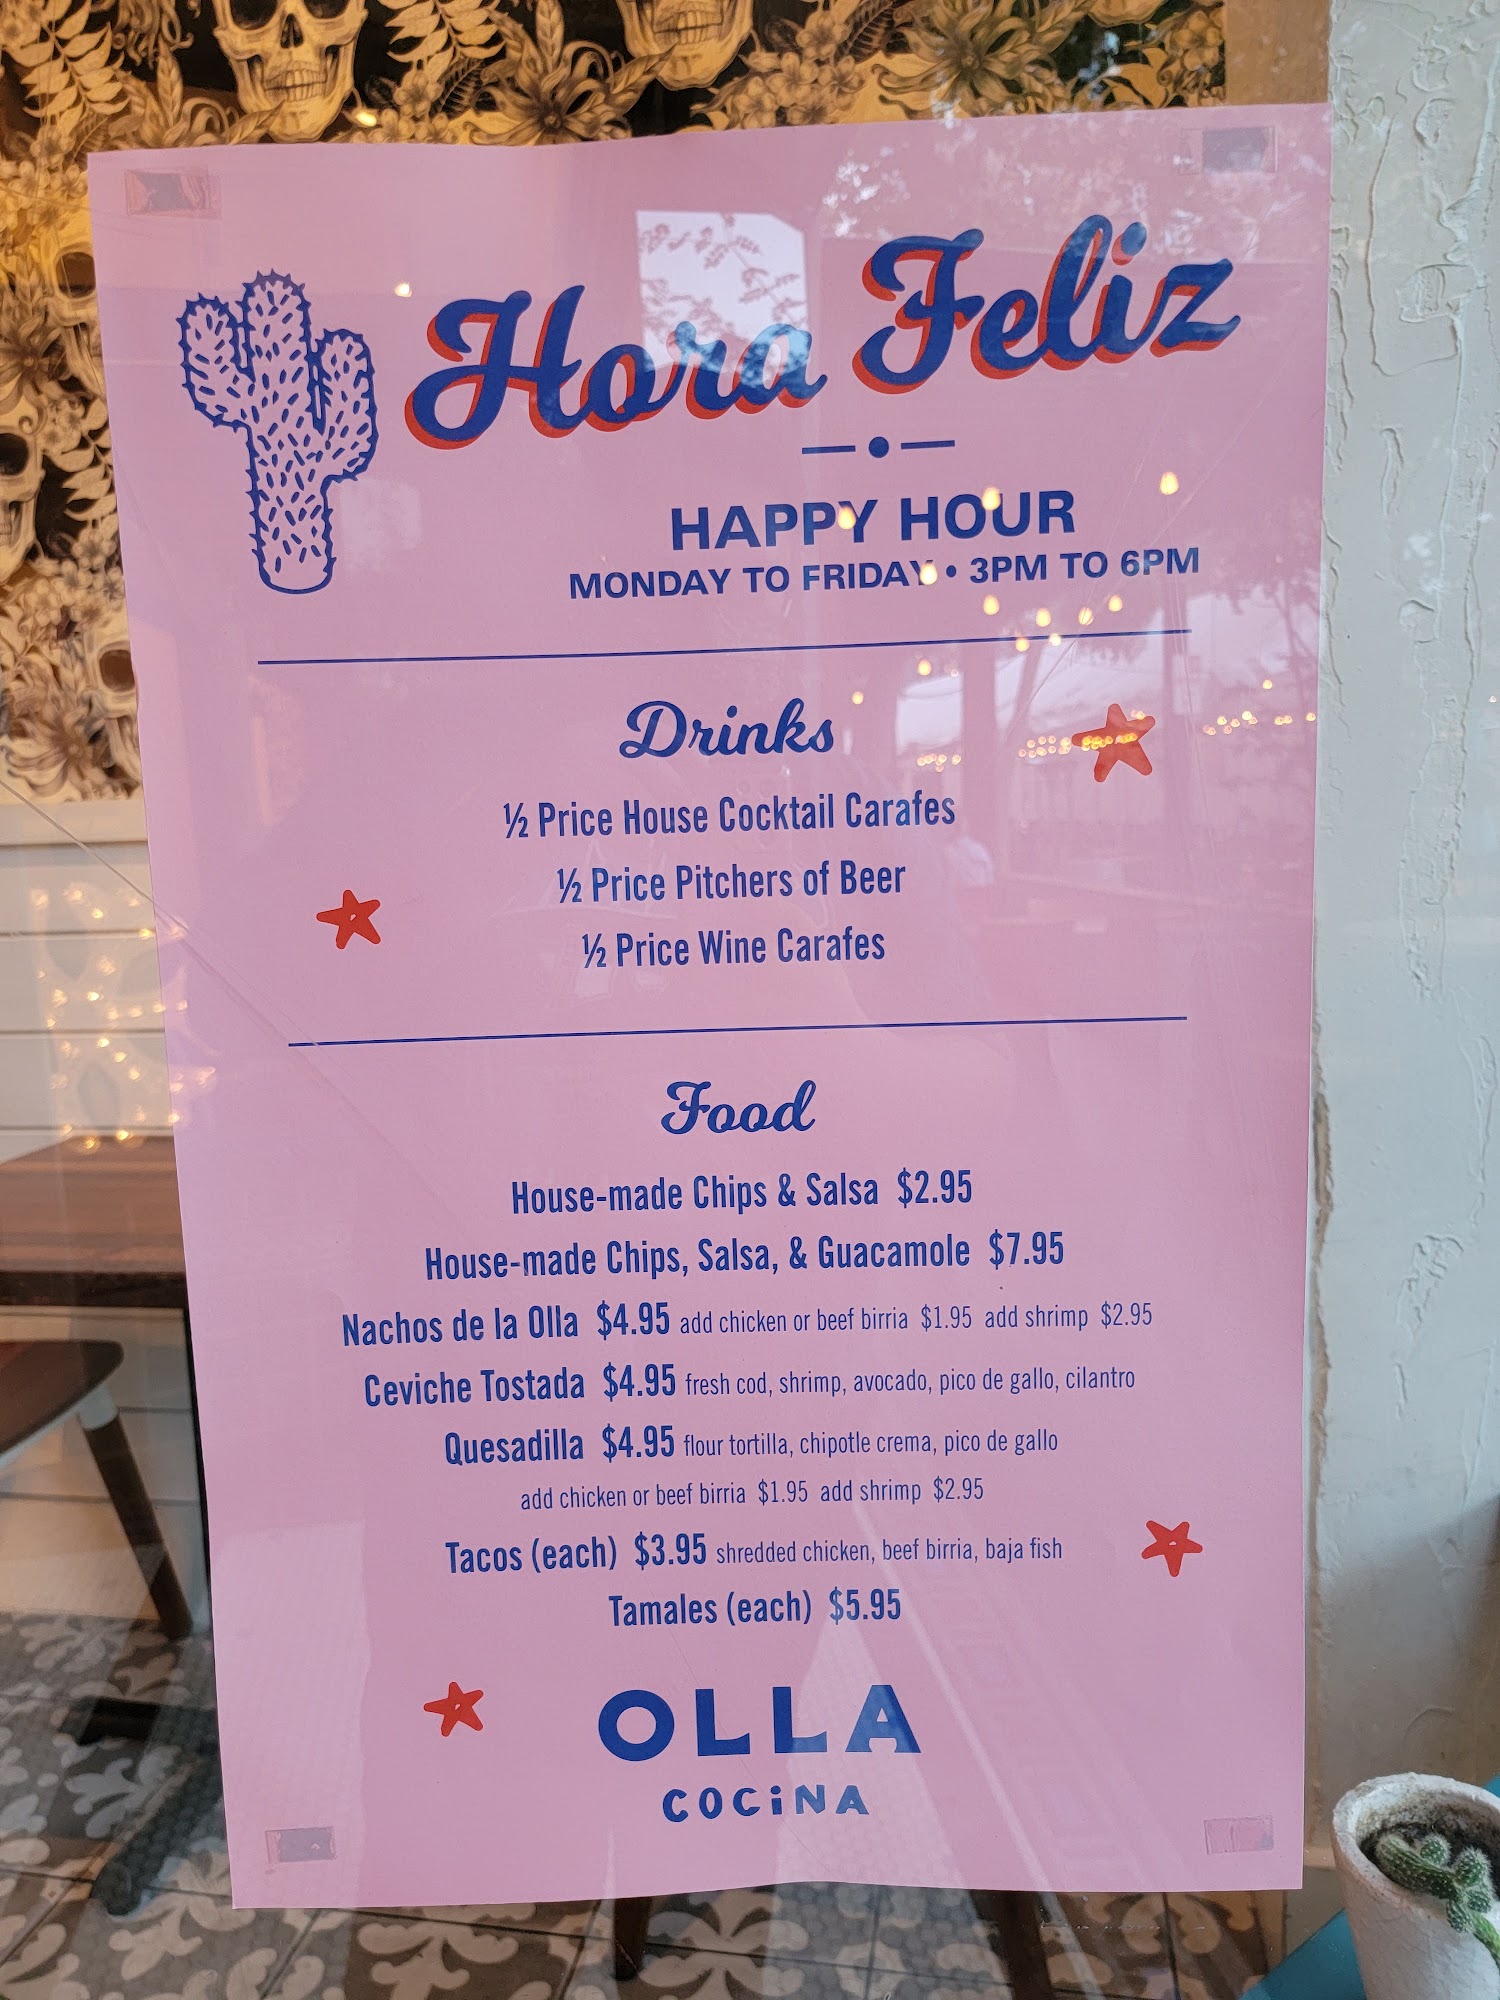 Hora Feliz
HAPPY HOUR
MONDAY TO FRIDAY • 3PM TO 6PM
Drinks
½ Price House Cocktail Carafes
½ Price Pitchers of Beer
½ Price Wine Carafes
Food
House-made Chips & Salsa $2.95
House-made Chips, Salsa, & Guacamole $7.95
Nachos de la Olla $4.95 add chicken or beef birria $1.95 add shrimp $2.95
Ceviche Tostada $4.95 fresh cod, shrimp, avocado, pico de gallo, cilantro
Quesadilla $4.95 flour tortilla, chipotle crema, pico de gallo
add chicken or beef birria $1.95 add shrimp $2.95
Tacos (each) $3.95 shredded chicken, beef birria, baja fish
Tamales (each) $5.95
OLLA
COCiNA